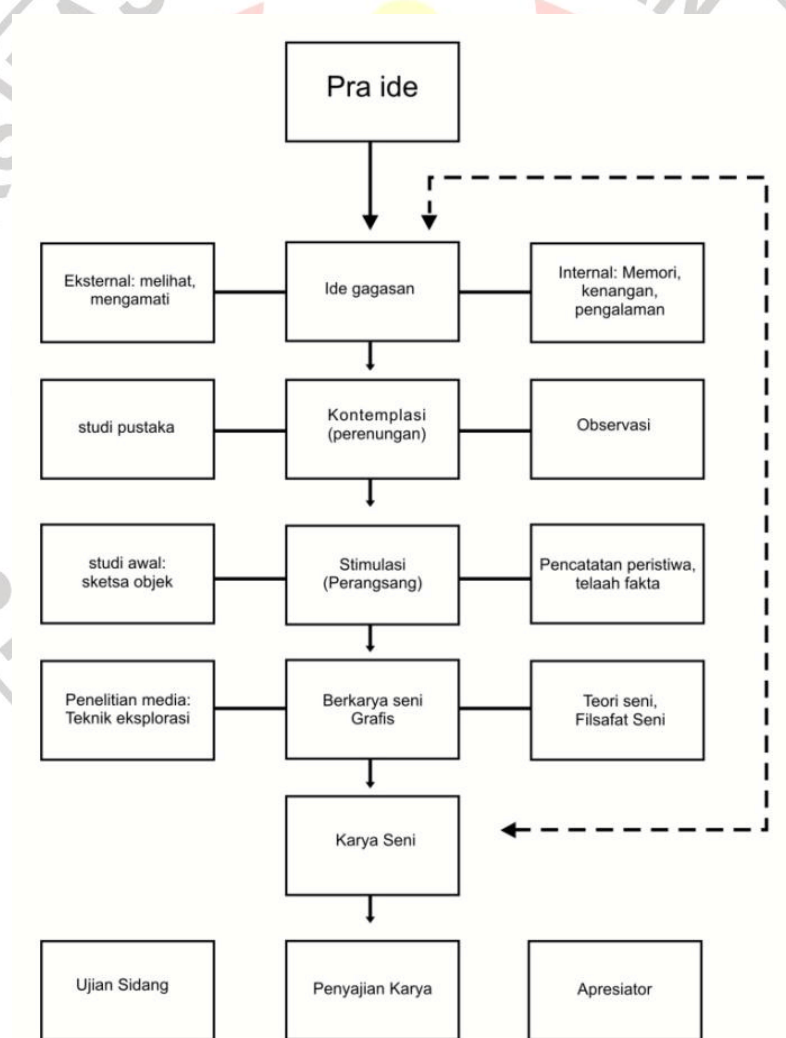 Pra ide
Eksternal: melihat,
mengamati
Ide gagasan
Internal: Memori,
kenangan,
pengalaman
studi pustaka
Kontemplasi
(perenungan)
Observasi
studi awal:
sketsa objek
Stimulasi
(Perangsang)
Pencatatan peristiwa,
telaah fakta
Penelitian media:
Teknik eksplorasi
Berkarya seni
Grafis
Teori seni,
Filsafat Seni
Karya Seni
Ujian Sidang
Penyajian Karya
Apresiator